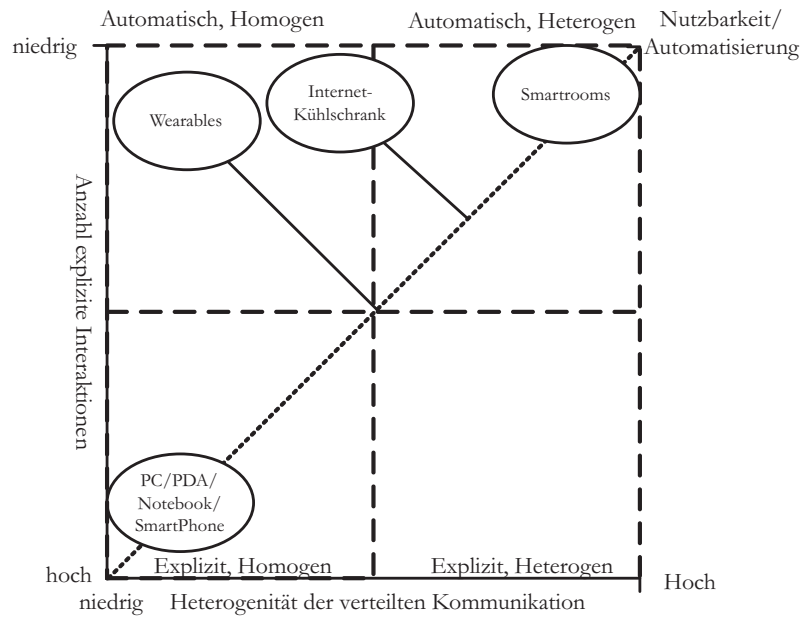 Automatisch, Homogen
Automatisch, Heterogen
Nutzbarkeit/
Automatisierung
niedrig
Wearables
Internet-
Kühlschrank
Smartrooms
Anzahl explizite Interaktionen
PC/PDA/
Notebook/
SmartPhone
Explizit, Homogen
Explizit, Heterogen
hoch
Hoch
niedrig
Heterogenität der verteilten Kommunikation